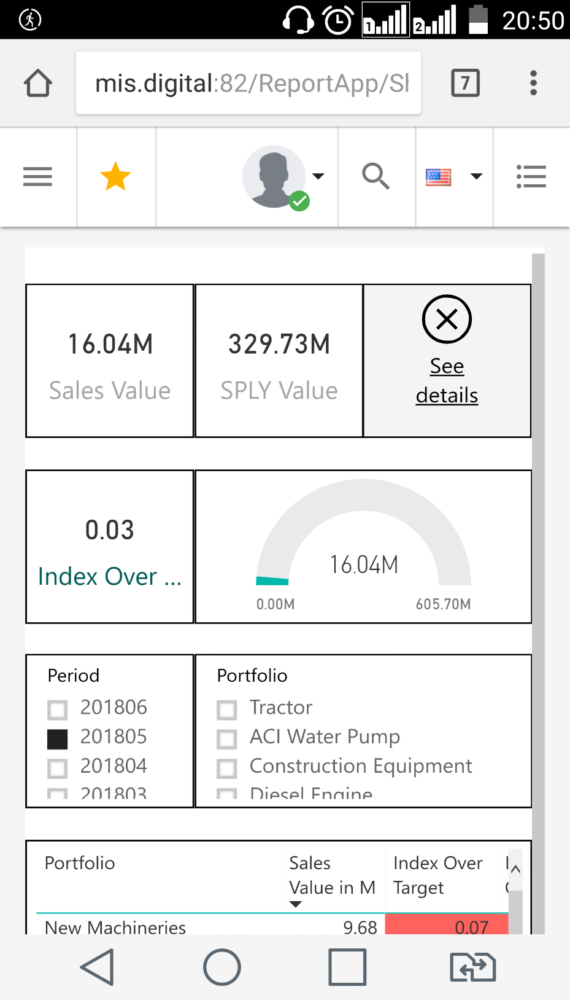 1
2
20:50
mis.digital:82/ReportApp/Sh
7
16.04M
Sales Value
329.73M
SPLY Value
See
details
0.03
Index Over ...
16.04M
0.00M
605.70M
Period
201806
201805
201804
201803
Portfolio
Tractor
ACI Water Pump
Construction Equipment
Diesel Engine
Portfolio
Sales
Value in M
Index Over
Target
New Machineries
9.68
0.07